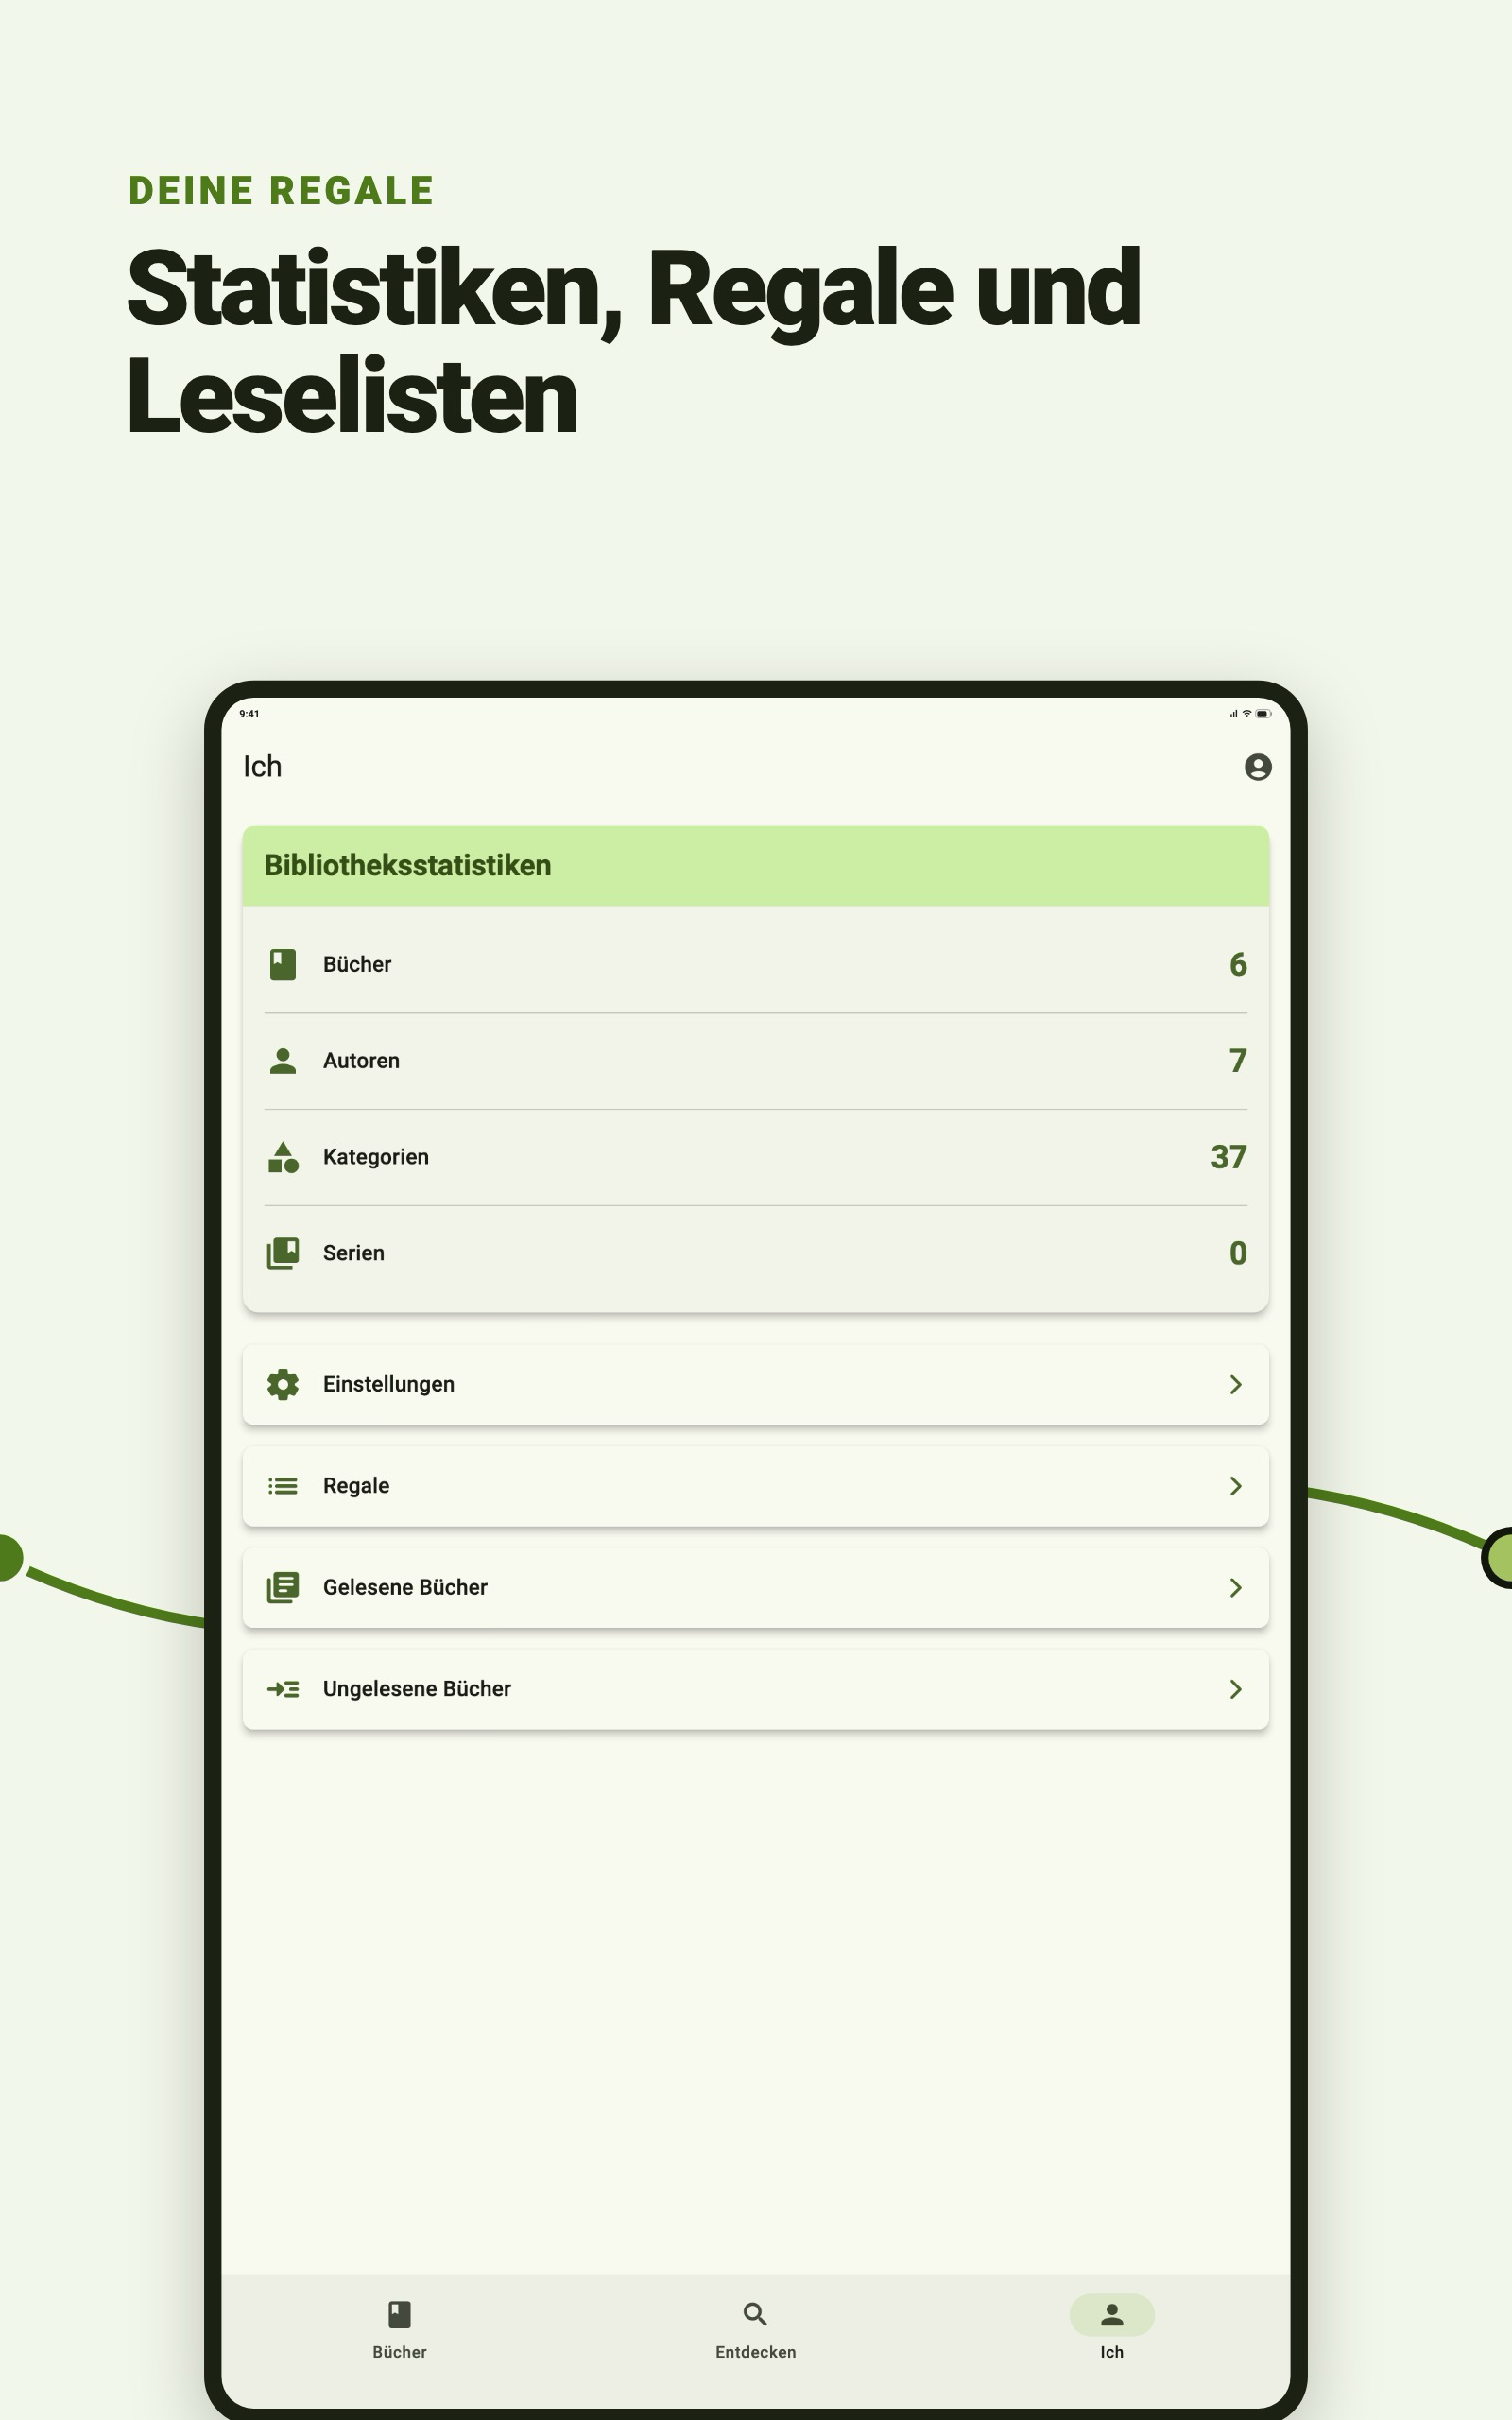 DEINE REGALE
Statistiken, Regale und
Leselisten
9:41
Ich
Bibliotheksstatistiken
Bücher 6
Autoren 7
Kategorien 37
Serien 0
Einstellungen
Regale
Gelesene Bücher
Ungelesene Bücher
Bücher Entdecken Ich